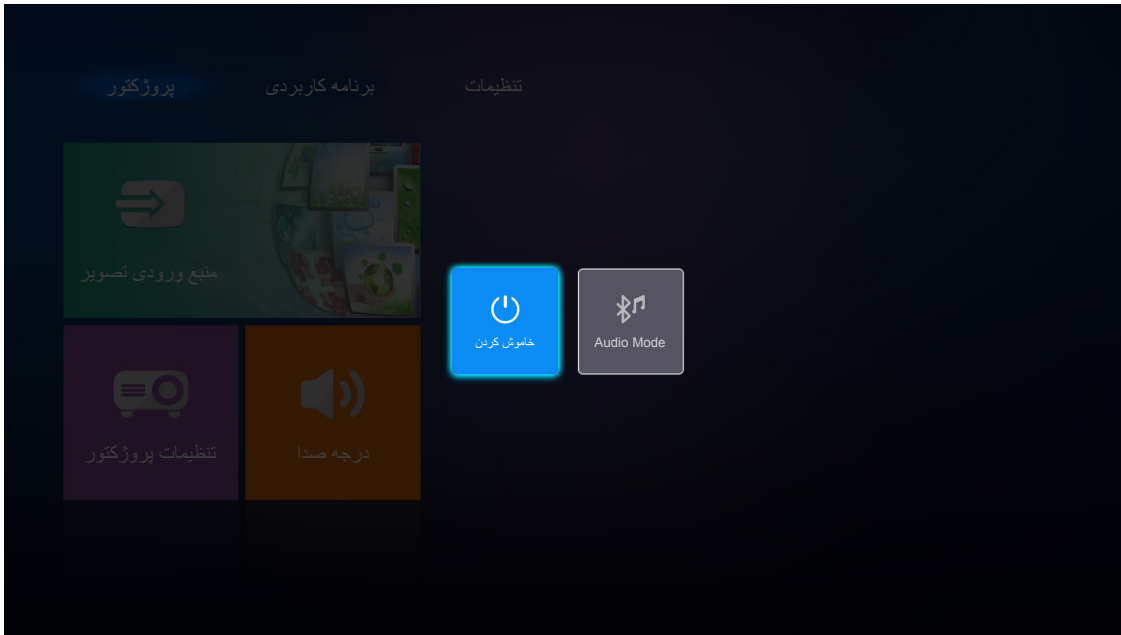 پروژکتور
برنامه کاربردی
تنظیمات
منبع ورودی تصویر
خاموش کردن
Audio Mode
تنظیمات پروژکتور
درجه صدا